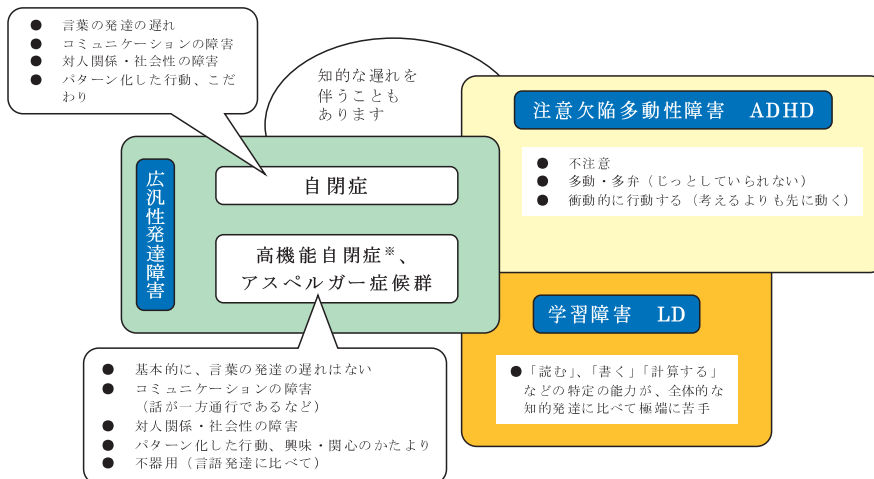 ● 言葉の発達の遅れ
● コミュニケーションの障害
● 対人関係・社会性の障害
● パターン化した行動、こだ
わり
知的な遅れを
伴うことも
あります
注意欠陥多動性障害 ADHD
● 不注意
● 多動・多弁（じっとしていられない）
● 衝動的に行動する（考えるよりも先に動く）
広汎性発達障害
自閉症
高機能自閉症※、
アスペルガー症候群
学習障害 LD
●「読む」、「書く」「計算する」
などの特定の能力が、全体的な
知的発達に比べて極端に苦手
● 基本的に、言葉の発達の遅れはない
● コミュニケーションの障害
（話が一方通行であるなど）
● 対人関係・社会性の障害
● パターン化した行動、興味・関心のかたより
● 不器用（言語発達に比べて）